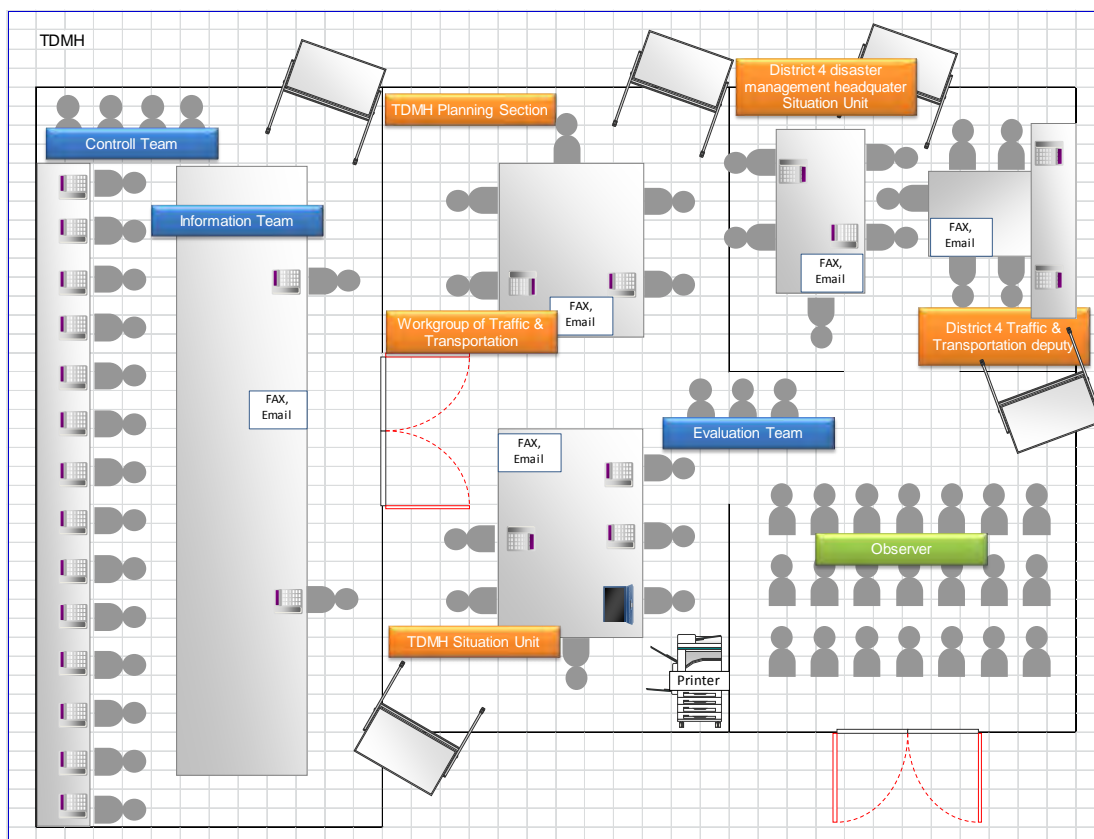 TDMH
District 4 disaster
management headquater
Situation Unit
TDMH Planning Section
Controll Team
Information Team
FAX,
Email
FAX,
Email
FAX,
Email
Workgroup of Traffic &
Transportation
District 4 Traffic &
Transportation deputy
FAX,
Email
Evaluation Team
FAX,
Email
Observer
TDMH Situation Unit
Printer